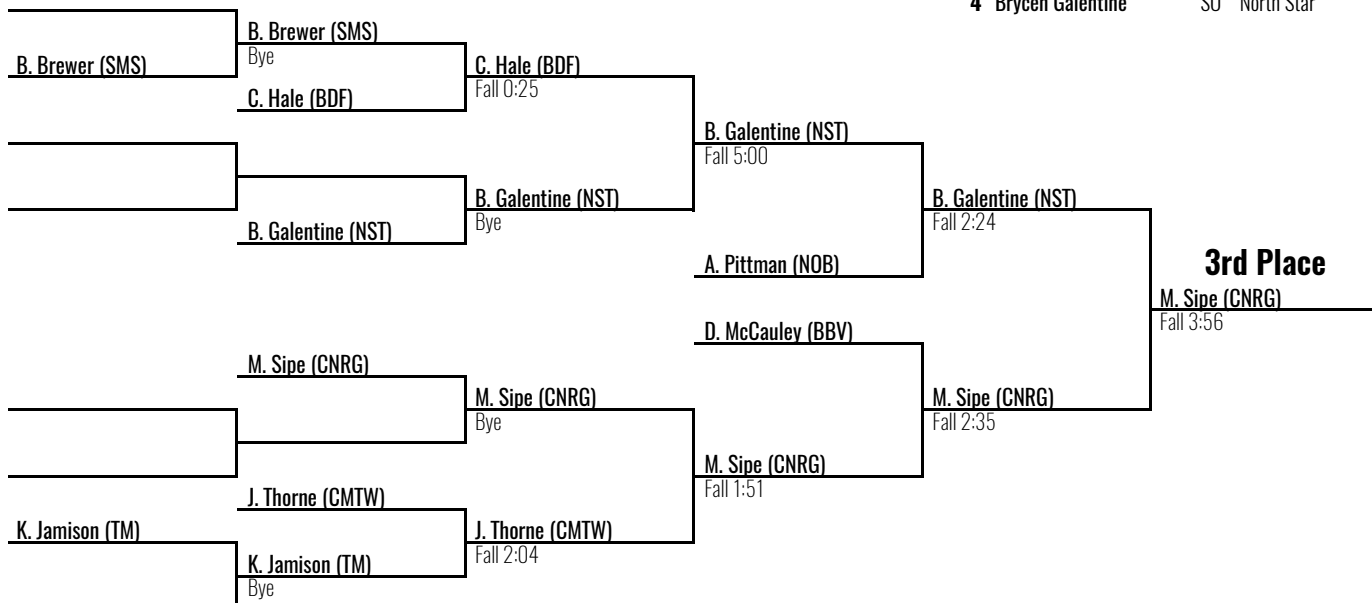 4 Brycen Galentine SO North Star
B. Brewer (SMS)
Bye
B. Brewer (SMS)
C. Hale (BDF)
Fall 0:25
C. Hale (BDF)
B. Galentine (NST)
Fall 5:00
B. Galentine (NST)
Bye
B. Galentine (NST)
Fall 2:24
B. Galentine (NST)
A. Pittman (NOB)
3rd Place
M. Sipe (CNRG)
Fall 3:56
D. McCauley (BBV)
M. Sipe (CNRG)
M. Sipe (CNRG)
Bye
M. Sipe (CNRG)
Fall 2:35
M. Sipe (CNRG)
Fall 1:51
J. Thorne (CMTW)
K. Jamison (TM)
J. Thorne (CMTW)
Fall 2:04
K. Jamison (TM)
Bye